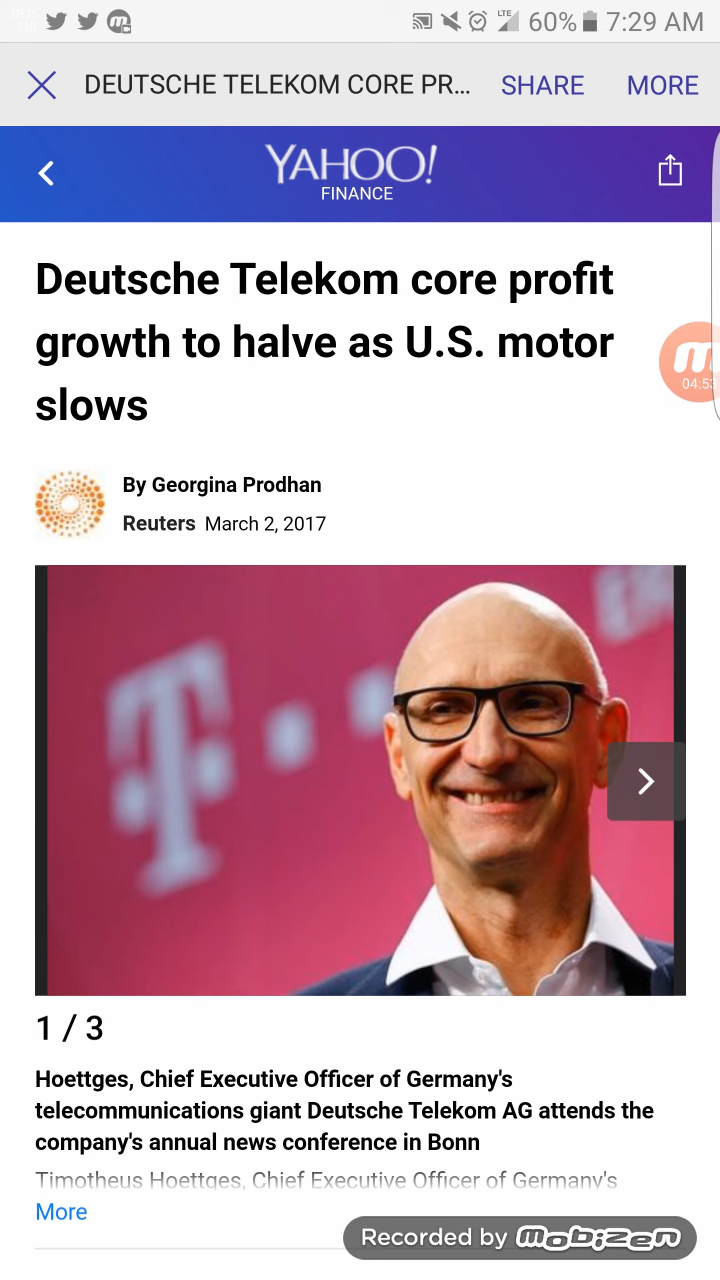 LTE 60% 7:29 AM
DEUTSCHE TELEKOM CORE PR... SHARE MORE
YAHOO!
FINANCE
Deutsche Telekom core profit
growth to halve as U.S. motor
slows
m
04:53
By Georgina Prodhan
Reuters March 2, 2017
T
1 / 3
Hoettges, Chief Executive Officer of Germany's
telecommunications giant Deutsche Telekom AG attends the
company's annual news conference in Bonn
Timotheus Hoettges, Chief Executive Officer of Germany's
More
Recorded by mobizen